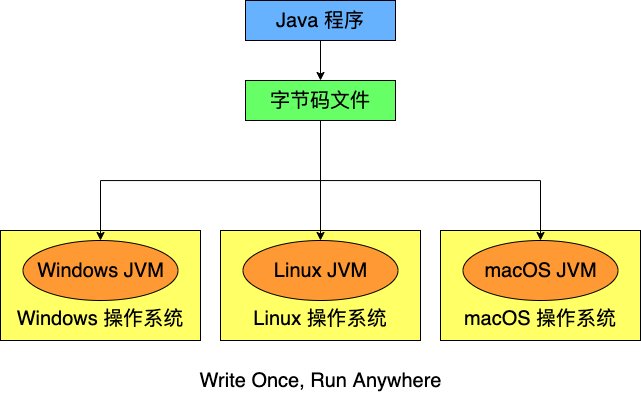 Java 程序
字节码文件
Windows JVM
Linux JVM
macOS JVM
Windows 操作系统
Linux 操作系统
macOS 操作系统
Write Once, Run Anywhere